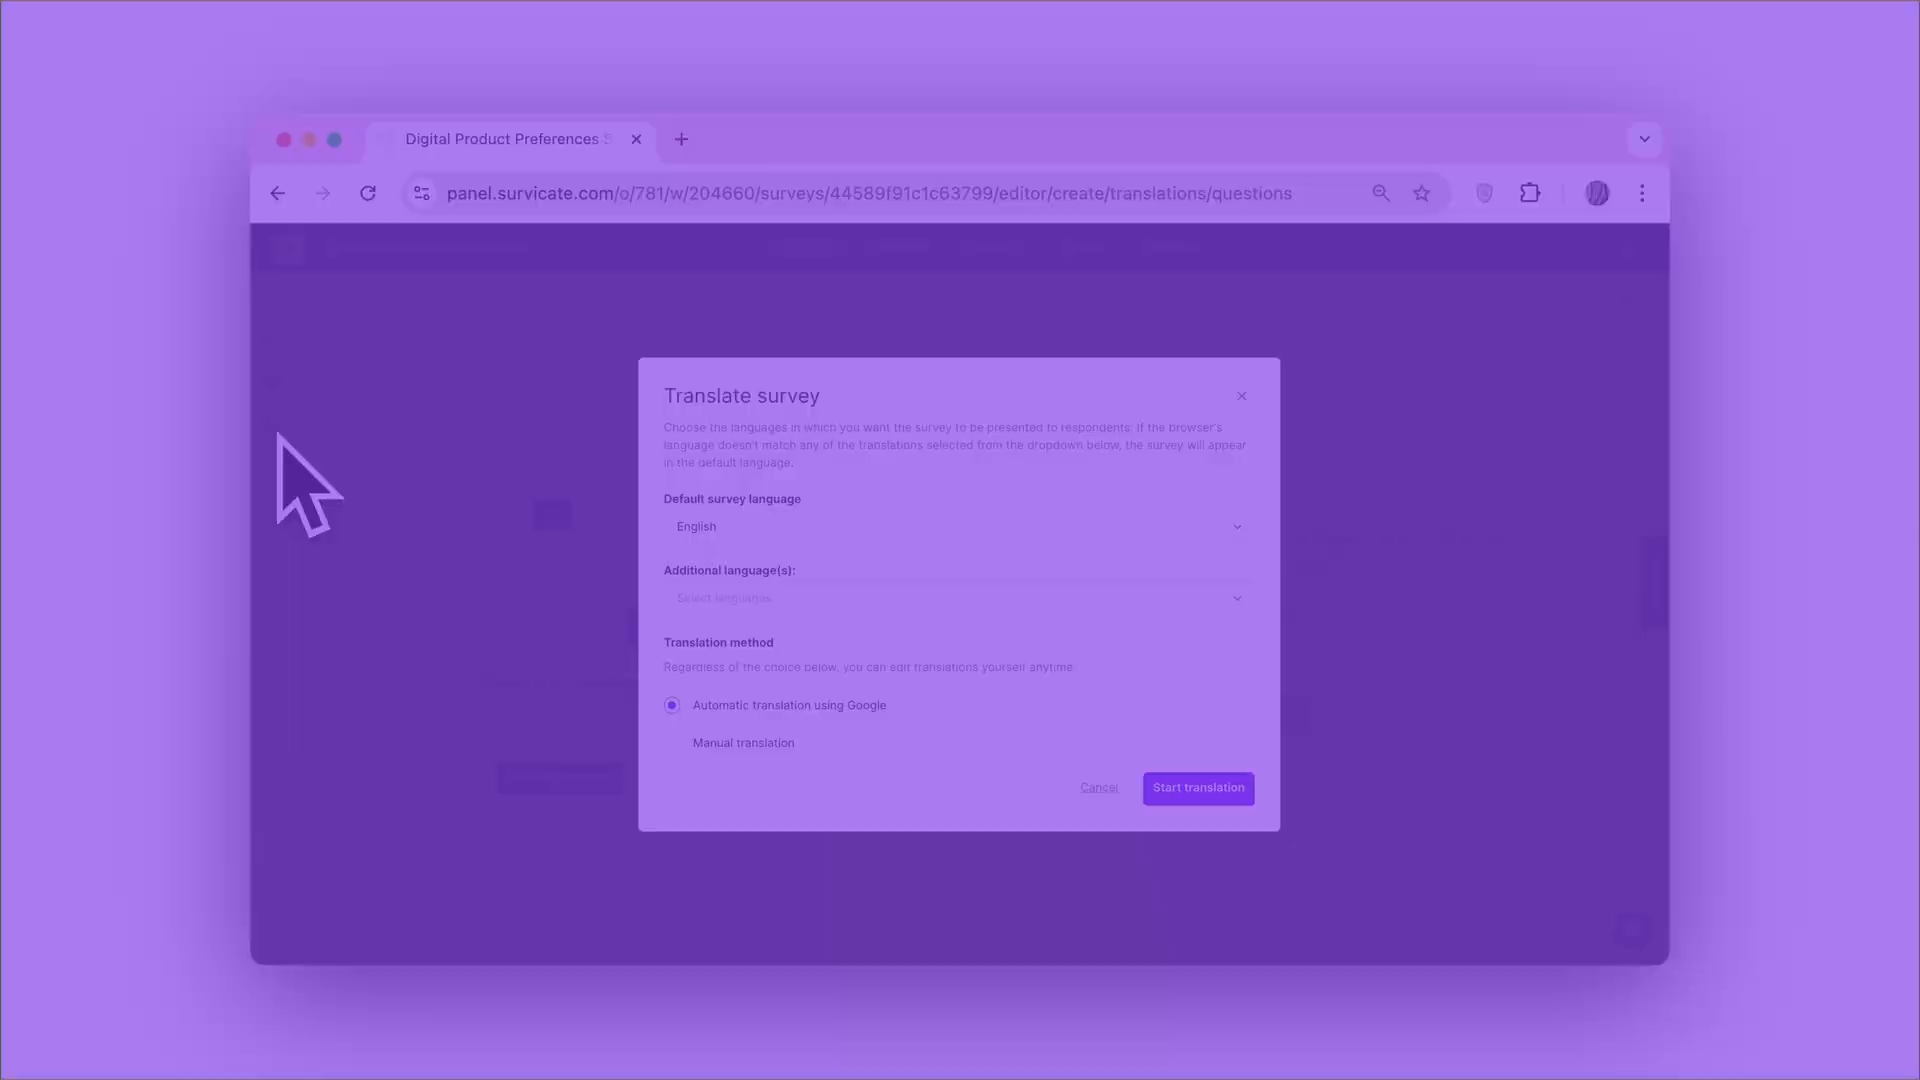 Digital Product Preferences S
panel.survicate.com/o/781/w/204660/surveys/44589f91c1c63799/editor/create/translations/questions
Translate survey
Choose the languages in which you want the survey to be presented to respondents. If the browser's
language doesn't match any of the translations selected from the dropdown below, the survey will appear
in the default language.
Default survey language
English
Additional language(s):
Select languages
Translation method
Regardless of the choice below, you can edit translations yourself anytime.
Automatic translation using Google
Manual translation
Cancel
Start translation